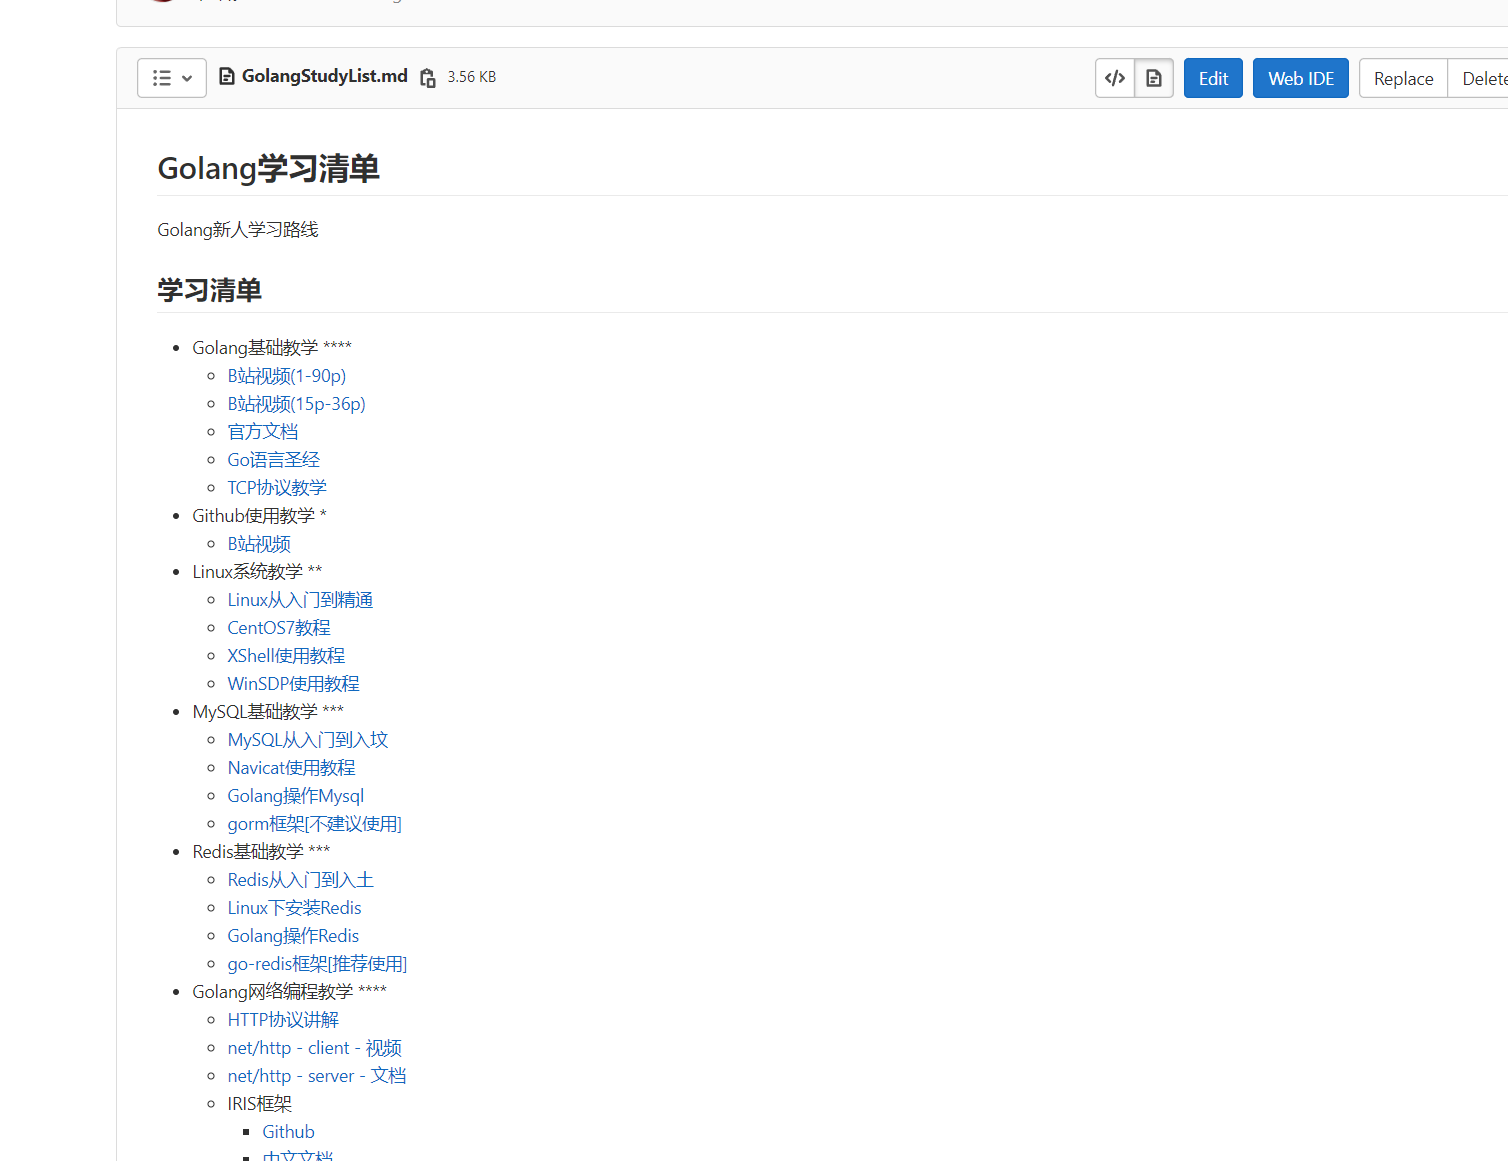 GolangStudyList.md 3.56 KB
</> Edit Web IDE Replace Delete
Golang学习清单
Golang新人学习路线
学习清单
Golang基础教学 ****
B站视频(1-90p)
B站视频(15p-36p)
官方文档
Go语言圣经
TCP协议教学
Github使用教学 *
B站视频
Linux系统教学 **
Linux从入门到精通
CentOS7教程
XShell使用教程
WinSDP使用教程
MySQL基础教学 ***
MySQL从入门到入坟
Navicat使用教程
Golang操作Mysql
gorm框架[不建议使用]
Redis基础教学 ***
Redis从入门到入土
Linux下安装Redis
Golang操作Redis
go-redis框架[推荐使用]
Golang网络编程教学 ****
HTTP协议讲解
net/http - client - 视频
net/http - server - 文档
IRIS框架
Github
中文文档